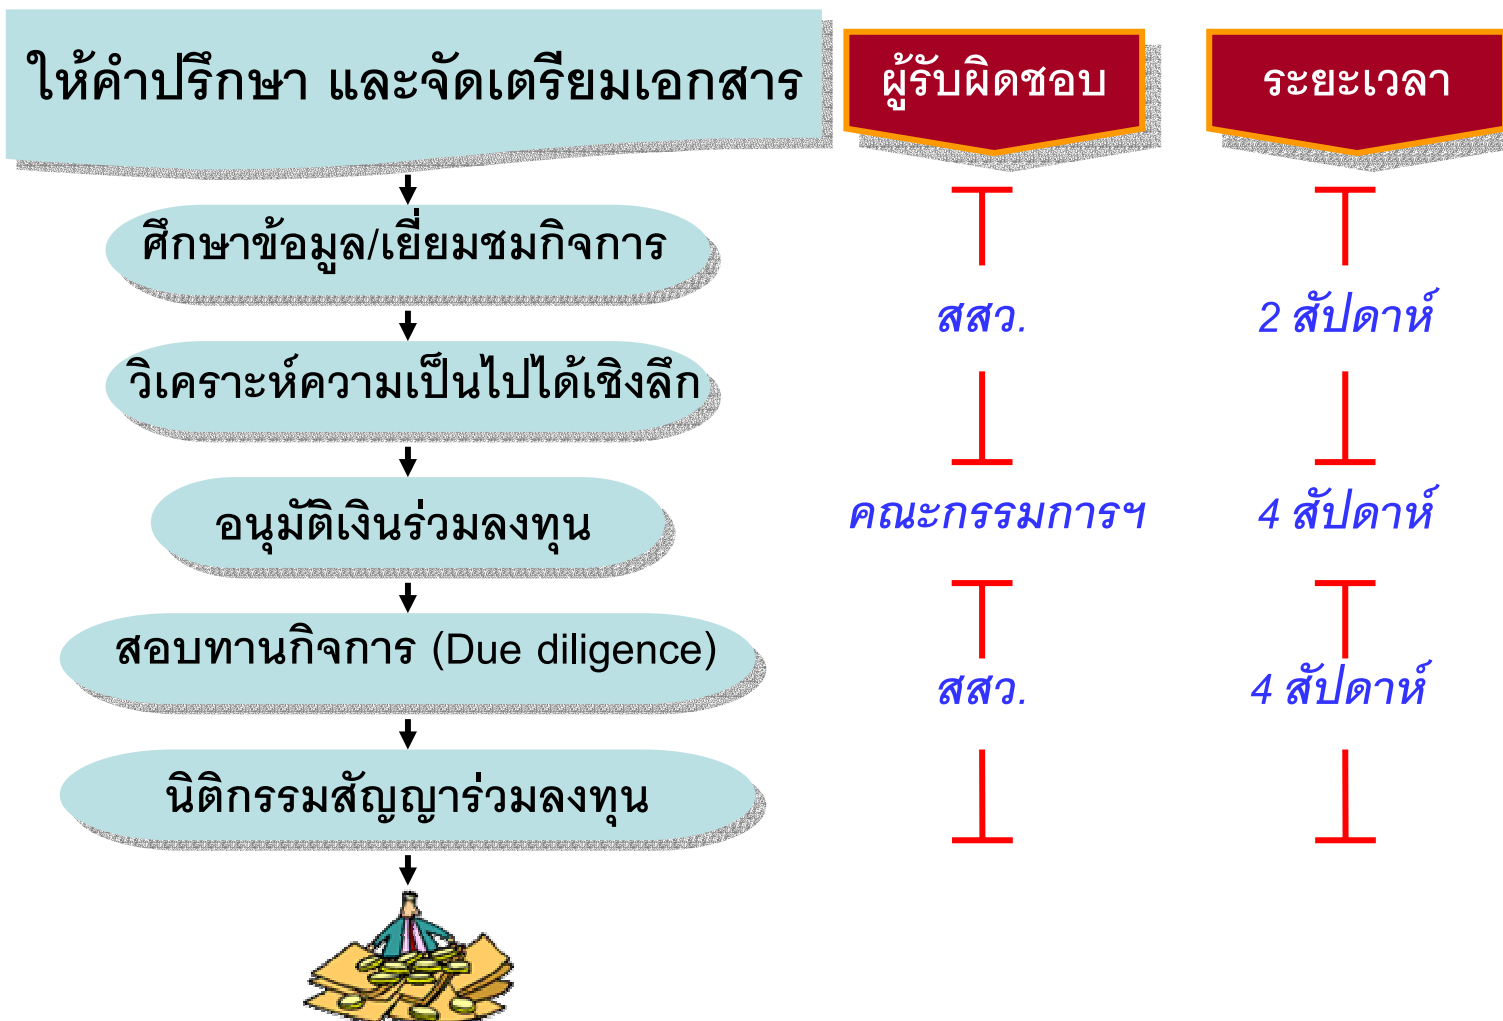 ให้คำปรึกษา และจัดเตรียมเอกสาร
ผู้รับผิดชอบ
ระยะเวลา
ศึกษาข้อมูล/เยี่ยมชมกิจการ
สสว.
2 สัปดาห์
วิเคราะห์ความเป็นไปได้เชิงลึก
อนุมัติเงินร่วมลงทุน
คณะกรรมการฯ
4 สัปดาห์
สอบทานกิจการ (Due diligence)
สสว.
4 สัปดาห์
นิติกรรมสัญญาร่วมลงทุน